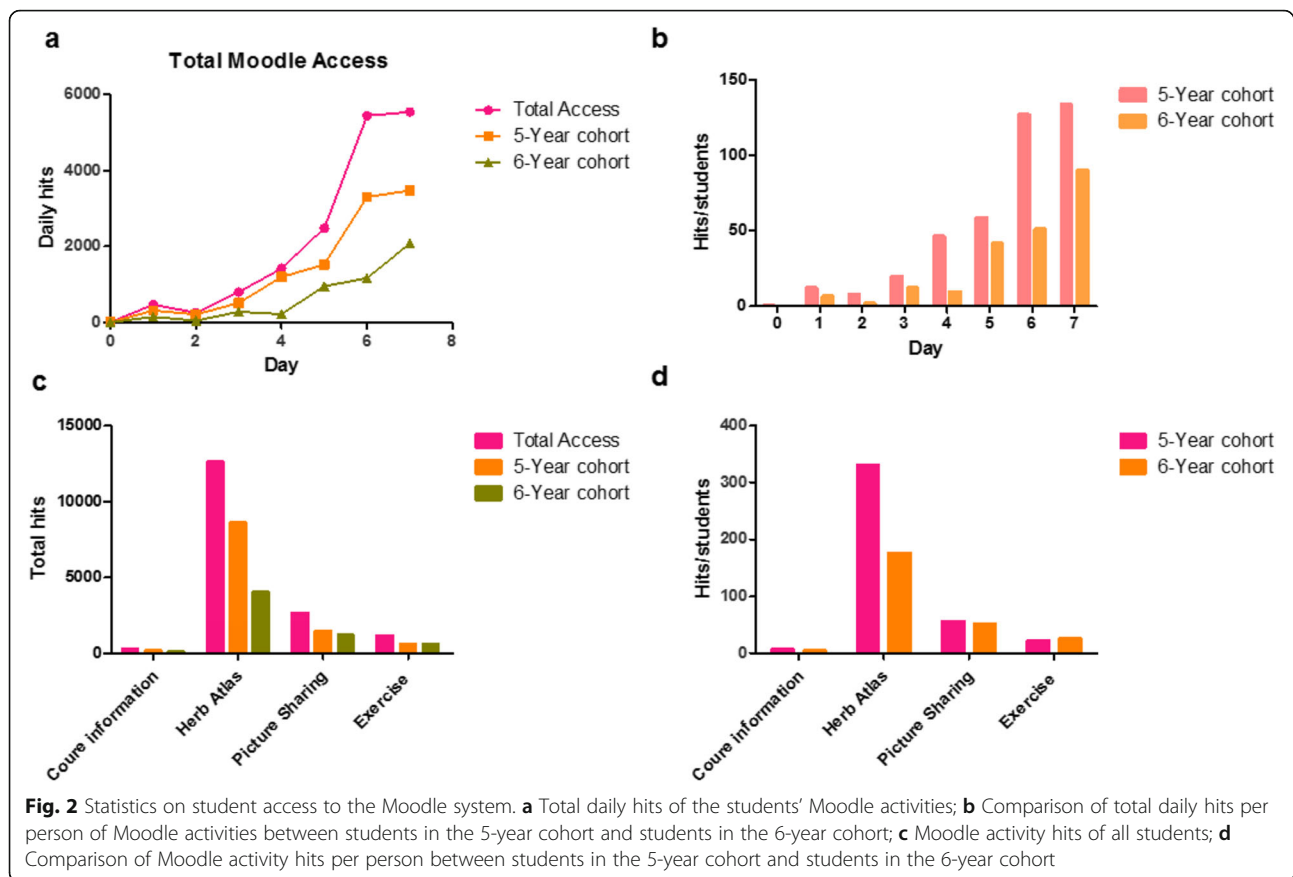 a
Total Moodle Access
6000
4000
2000
0
Daily hits
0 2 4 6 8
Day
Total Access
5-Year cohort
6-Year cohort
b
150
100
50
0
Hits/students
0 1 2 3 4 5 6 7
Day
5-Year cohort
6-Year cohort
c
15000
10000
5000
0
Total hits
Coure information
Herb Atlas
Picture Sharing
Exercise
Total Access
5-Year cohort
6-Year cohort
d
400
300
200
100
0
Hits/students
Coure information
Herb Atlas
Picture Sharing
Exercise
5-Year cohort
6-Year cohort
Fig. 2 Statistics on student access to the Moodle system. a Total daily hits of the students’ Moodle activities; b Comparison of total daily hits per
person of Moodle activities between students in the 5-year cohort and students in the 6-year cohort; c Moodle activity hits of all students; d
Comparison of Moodle activity hits per person between students in the 5-year cohort and students in the 6-year cohort